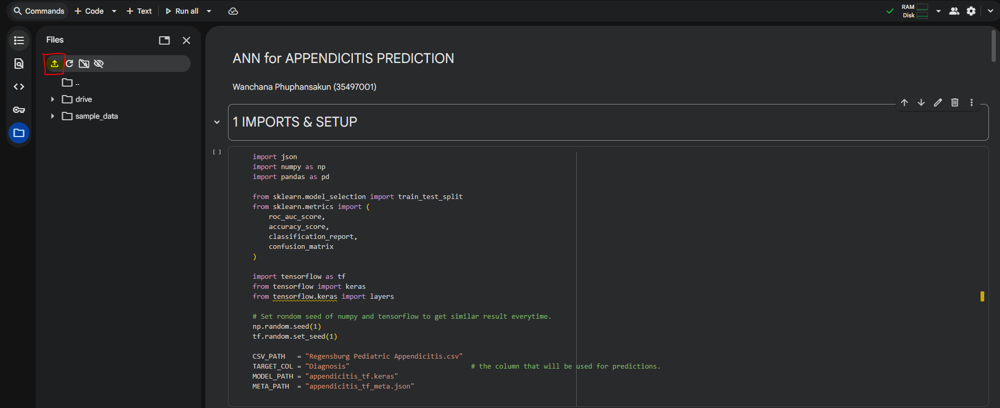 Commands + Code + Text Run all
RAM
Disk
Files
..
drive
sample_data
ANN for APPENDICITIS PREDICTION
Wanchana Phuphansakun (35497001)
1 IMPORTS & SETUP
[ ]
import json
import numpy as np
import pandas as pd
from sklearn.model_selection import train_test_split
from sklearn.metrics import (
roc_auc_score,
accuracy_score,
classification_report,
confusion_matrix
)
import tensorflow as tf
from tensorflow import keras
from tensorflow.keras import layers
# Set rondom seed of numpy and tensorflow to get similar result everytime.
np.random.seed(1)
tf.random.set_seed(1)
CSV_PATH = "Regensburg Pediatric Appendicitis.csv"
TARGET_COL = "Diagnosis" # the column that will be used for predictions.
MODEL_PATH = "appendicitis_tf.keras"
META_PATH = "appendicitis_tf_meta.json"